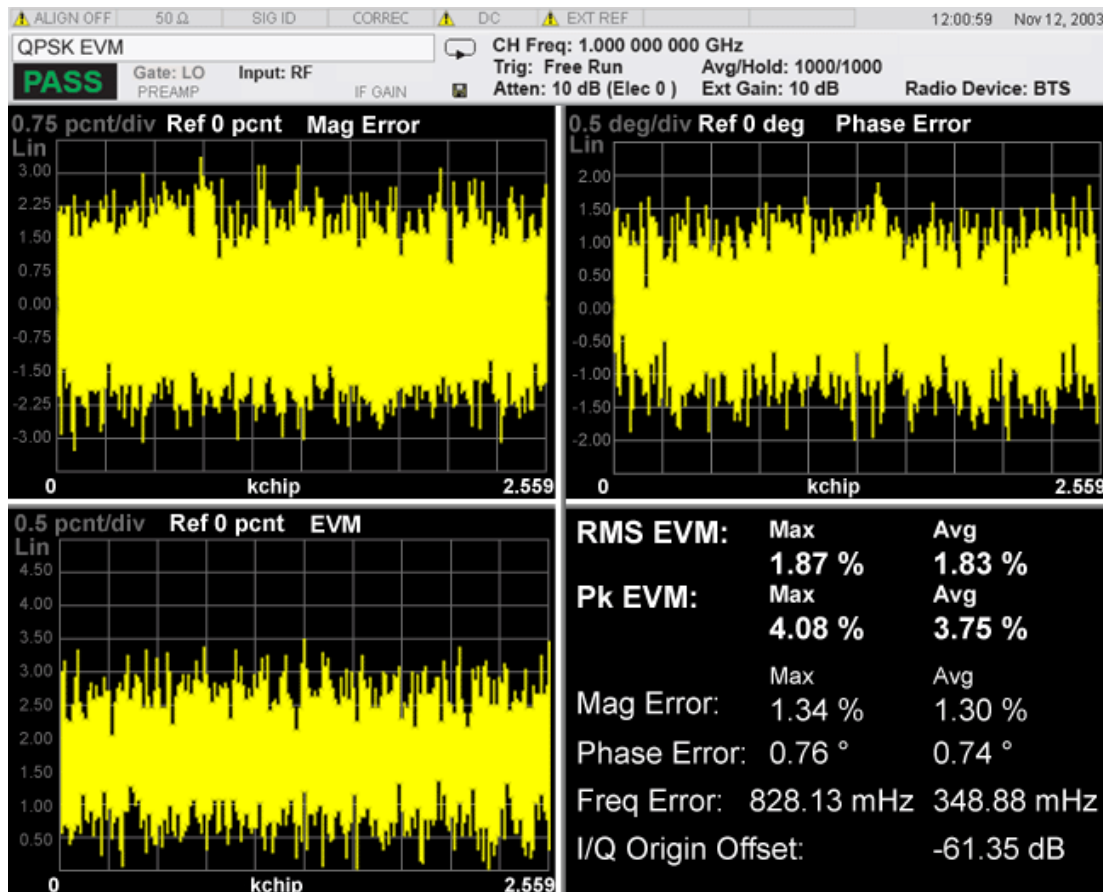 ALIGN OFF 50 Ω SIG ID CORREC DC EXT REF 12:00:59 Nov 12, 2003
QPSK EVM
PASS
Gate: LO
PREAMP
Input: RF
IF GAIN
CH Freq: 1.000 000 000 GHz
Trig: Free Run Avg/Hold: 1000/1000
Atten: 10 dB (Elec 0 ) Ext Gain: 10 dB Radio Device: BTS
0.75 pcnt/div Ref 0 pcnt Mag Error
Lin
3.00
2.25
1.50
0.75
0.00
-0.75
-1.50
-2.25
-3.00
0 kchip 2.559
0.5 deg/div Ref 0 deg Phase Error
Lin
2.00
1.50
1.00
0.50
0.00
-0.50
-1.00
-1.50
-2.00
0 kchip 2.559
0.5 pcnt/div Ref 0 pcnt EVM
Lin
4.50
4.00
3.50
3.00
2.50
2.00
1.50
1.00
0.50
0 kchip 2.559
RMS EVM: Max Avg
1.87 % 1.83 %
Pk EVM: Max Avg
4.08 % 3.75 %
Max Avg
Mag Error: 1.34 % 1.30 %
Phase Error: 0.76 ° 0.74 °
Freq Error: 828.13 mHz 348.88 mHz
I/Q Origin Offset: -61.35 dB